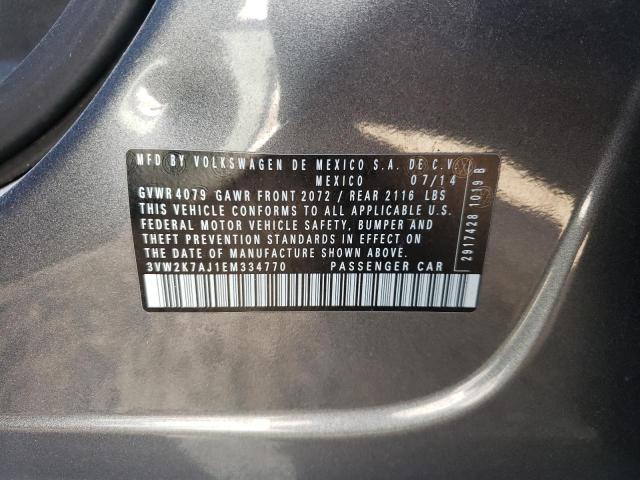 MFD BY VOLKSWAGEN DE MEXICO S.A. DE C.V.
MEXICO 07/14
GVWR 4079 GAWR FRONT 2072 / REAR 2116 LBS
THIS VEHICLE CONFORMS TO ALL APPLICABLE U.S.
FEDERAL MOTOR VEHICLE SAFETY, BUMPER AND
THEFT PREVENTION STANDARDS IN EFFECT ON
THE DATE OF MANUFACTURE SHOWN ABOVE.
3VW2K7AJ1EM334770 PASSENGER CAR
2917428 1019 B